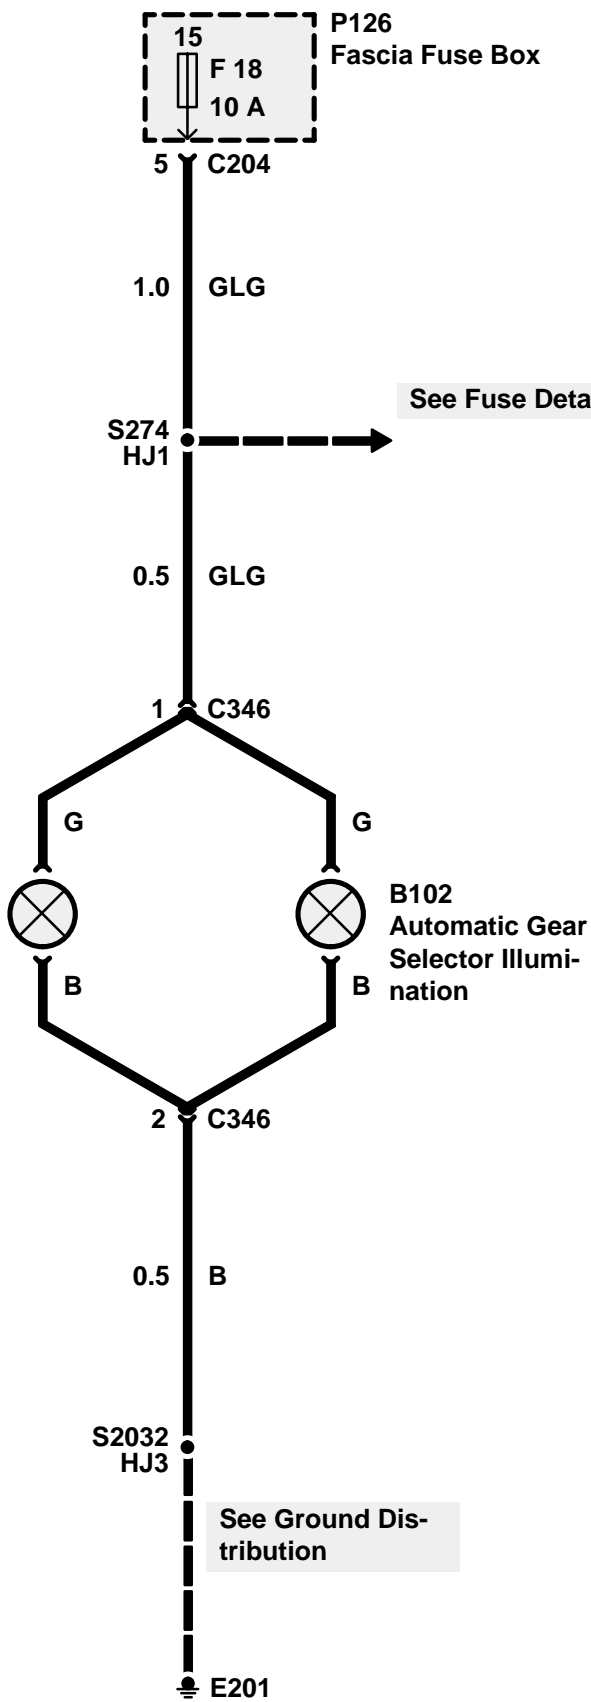 P126
Fascia Fuse Box
15
F 18
10 A
5 C204
1.0 GLG
See Fuse Deta
S274
HJ1
0.5 GLG
1 C346
G G
B102
Automatic Gear
Selector Illumi-
nation
B B
2 C346
0.5 B
S2032
HJ3
See Ground Dis-
tribution
E201